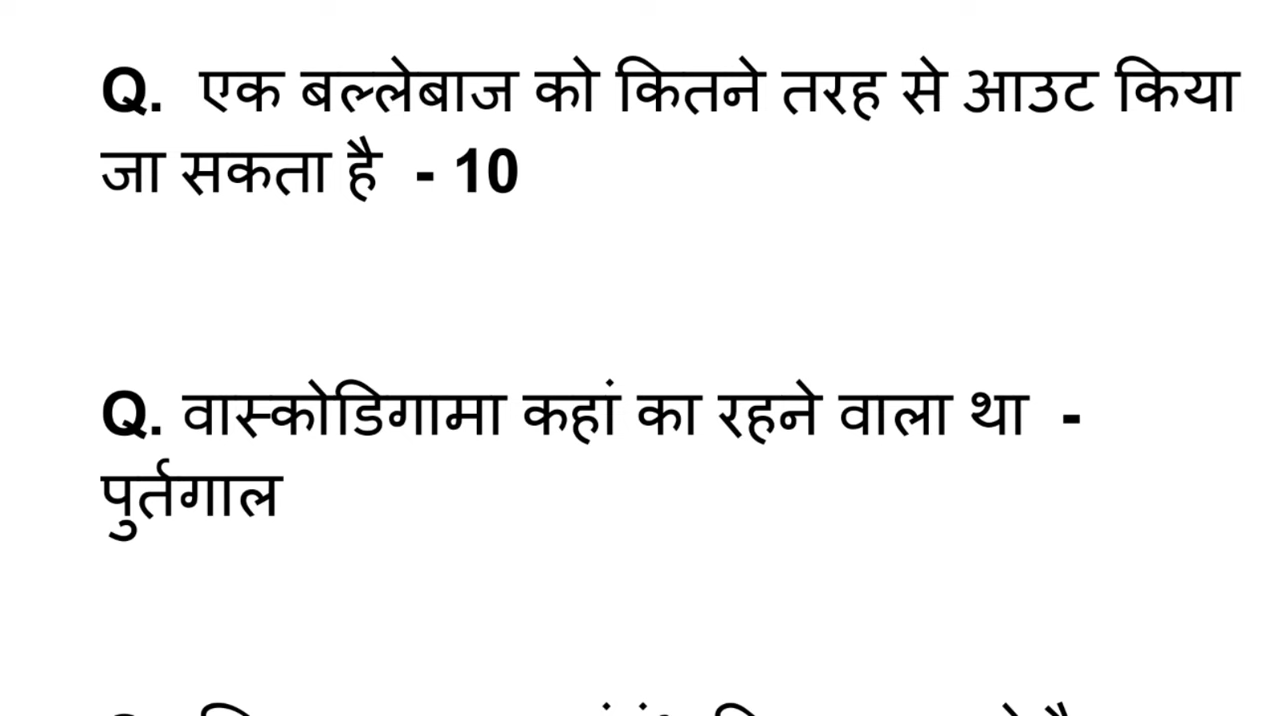 Q. एक बल्लेबाज को कितने तरह से आउट किया
जा सकता है - 10
Q. वास्कोडिगामा कहां का रहने वाला था -
पुर्तगाल